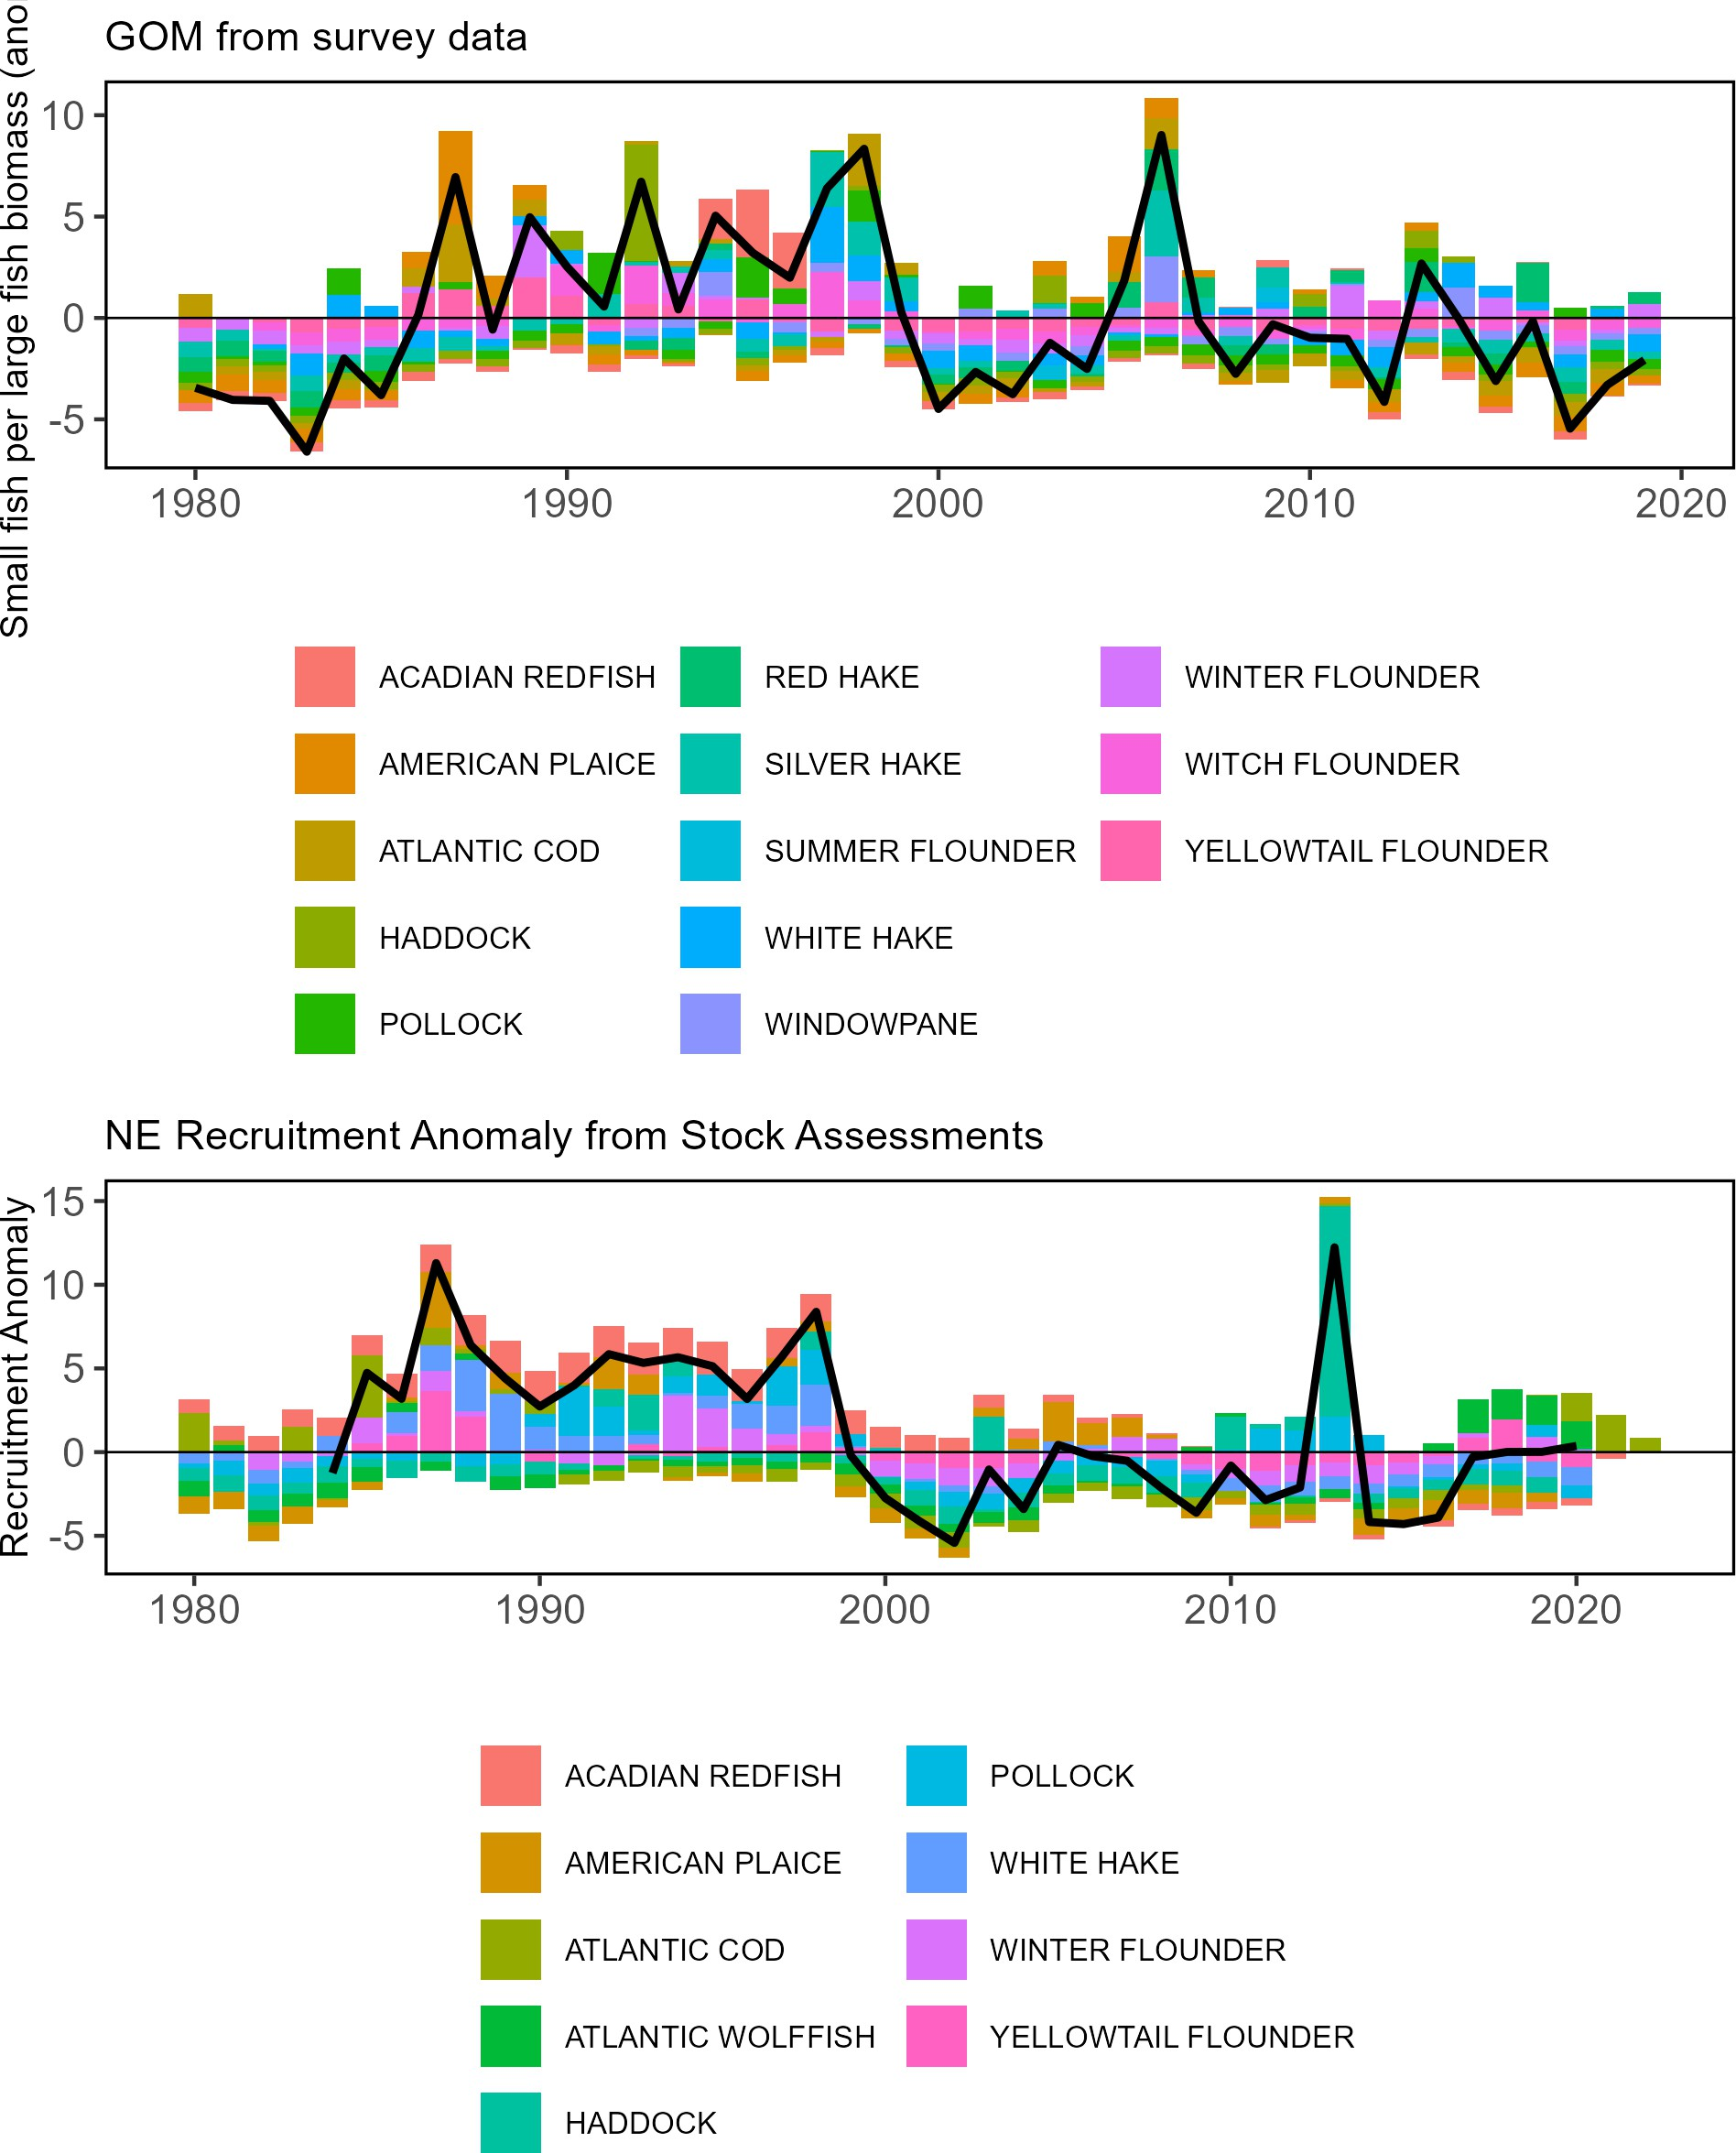 GOM from survey data
Small fish per large fish biomass (ano
10
5
0
-5
1980 1990 2000 2010 2020
ACADIAN REDFISH RED HAKE WINTER FLOUNDER
AMERICAN PLAICE SILVER HAKE WITCH FLOUNDER
ATLANTIC COD SUMMER FLOUNDER YELLOWTAIL FLOUNDER
HADDOCK WHITE HAKE
POLLOCK WINDOWPANE
NE Recruitment Anomaly from Stock Assessments
Recruitment Anomaly
15
10
5
0
-5
1980 1990 2000 2010 2020
ACADIAN REDFISH POLLOCK
AMERICAN PLAICE WHITE HAKE
ATLANTIC COD WINTER FLOUNDER
ATLANTIC WOLFFISH YELLOWTAIL FLOUNDER
HADDOCK